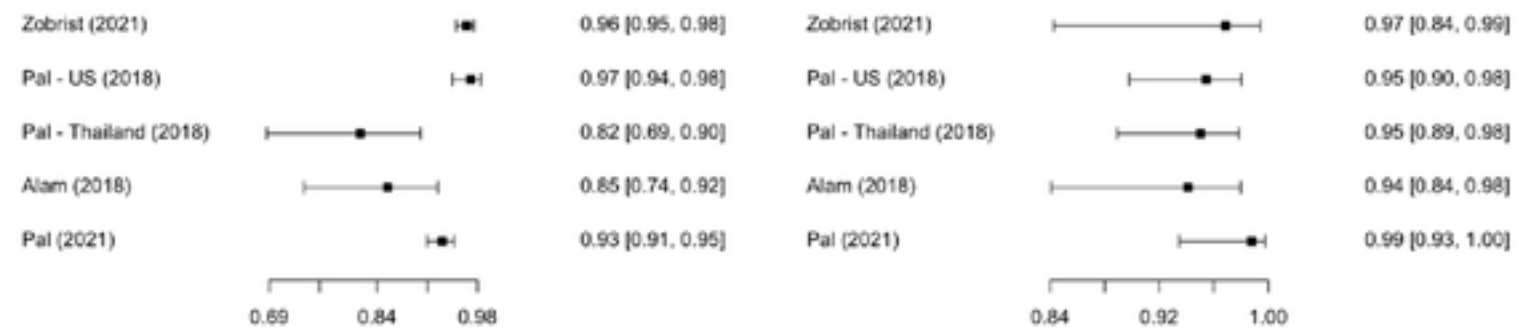 Zobrist (2021) 0.96 [0.95, 0.98] Zobrist (2021) 0.97 [0.84, 0.99]
Pal - US (2018) 0.97 [0.94, 0.98] Pal - US (2018) 0.95 [0.90, 0.98]
Pal - Thailand (2018) 0.82 [0.69, 0.90] Pal - Thailand (2018) 0.95 [0.89, 0.98]
Alam (2018) 0.85 [0.74, 0.92] Alam (2018) 0.94 [0.84, 0.98]
Pal (2021) 0.93 [0.91, 0.95] Pal (2021) 0.99 [0.93, 1.00]
0.69 0.84 0.98 0.84 0.92 1.00